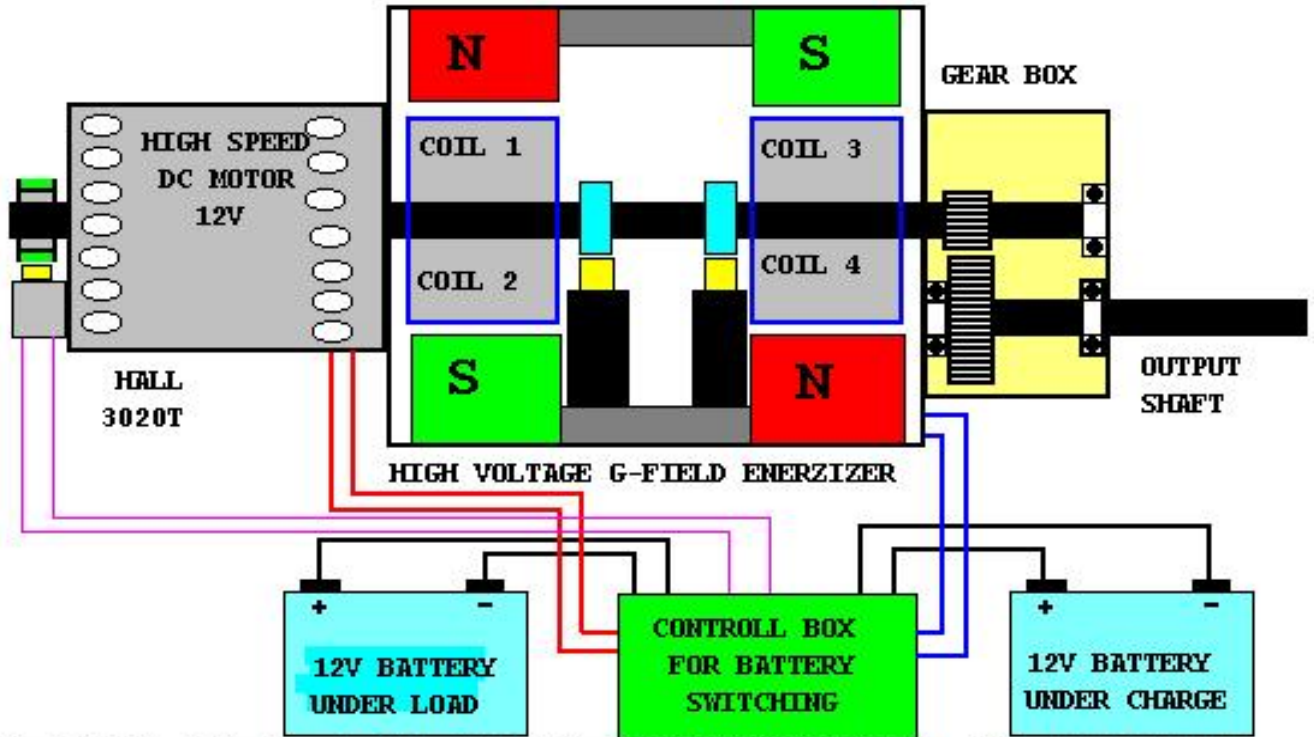 N
S
GEAR BOX
HIGH SPEED
DC MOTOR
12V
COIL 1
COIL 3
COIL 2
COIL 4
HALL
3020T
S
N
OUTPUT
SHAFT
HIGH VOLTAGE G-FIELD ENERZIZER
+
-
+
-
12V BATTERY
UNDER LOAD
CONTROLL BOX
FOR BATTERY
SWITCHING
12V BATTERY
UNDER CHARGE